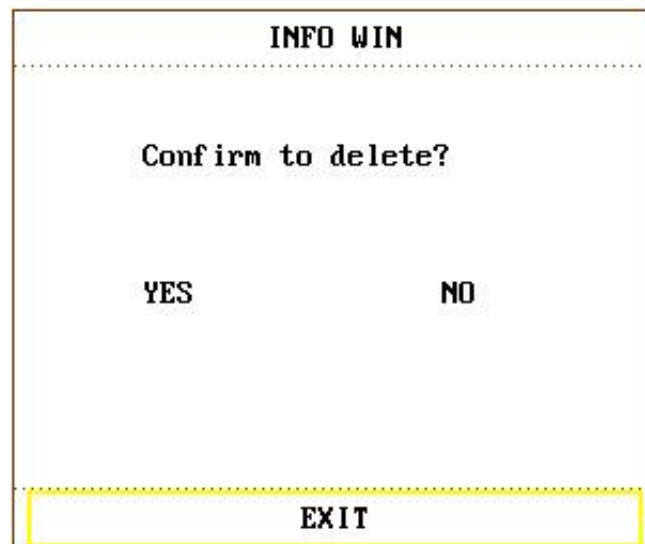 INFO WIN
Confirm to delete?
YES NO
EXIT